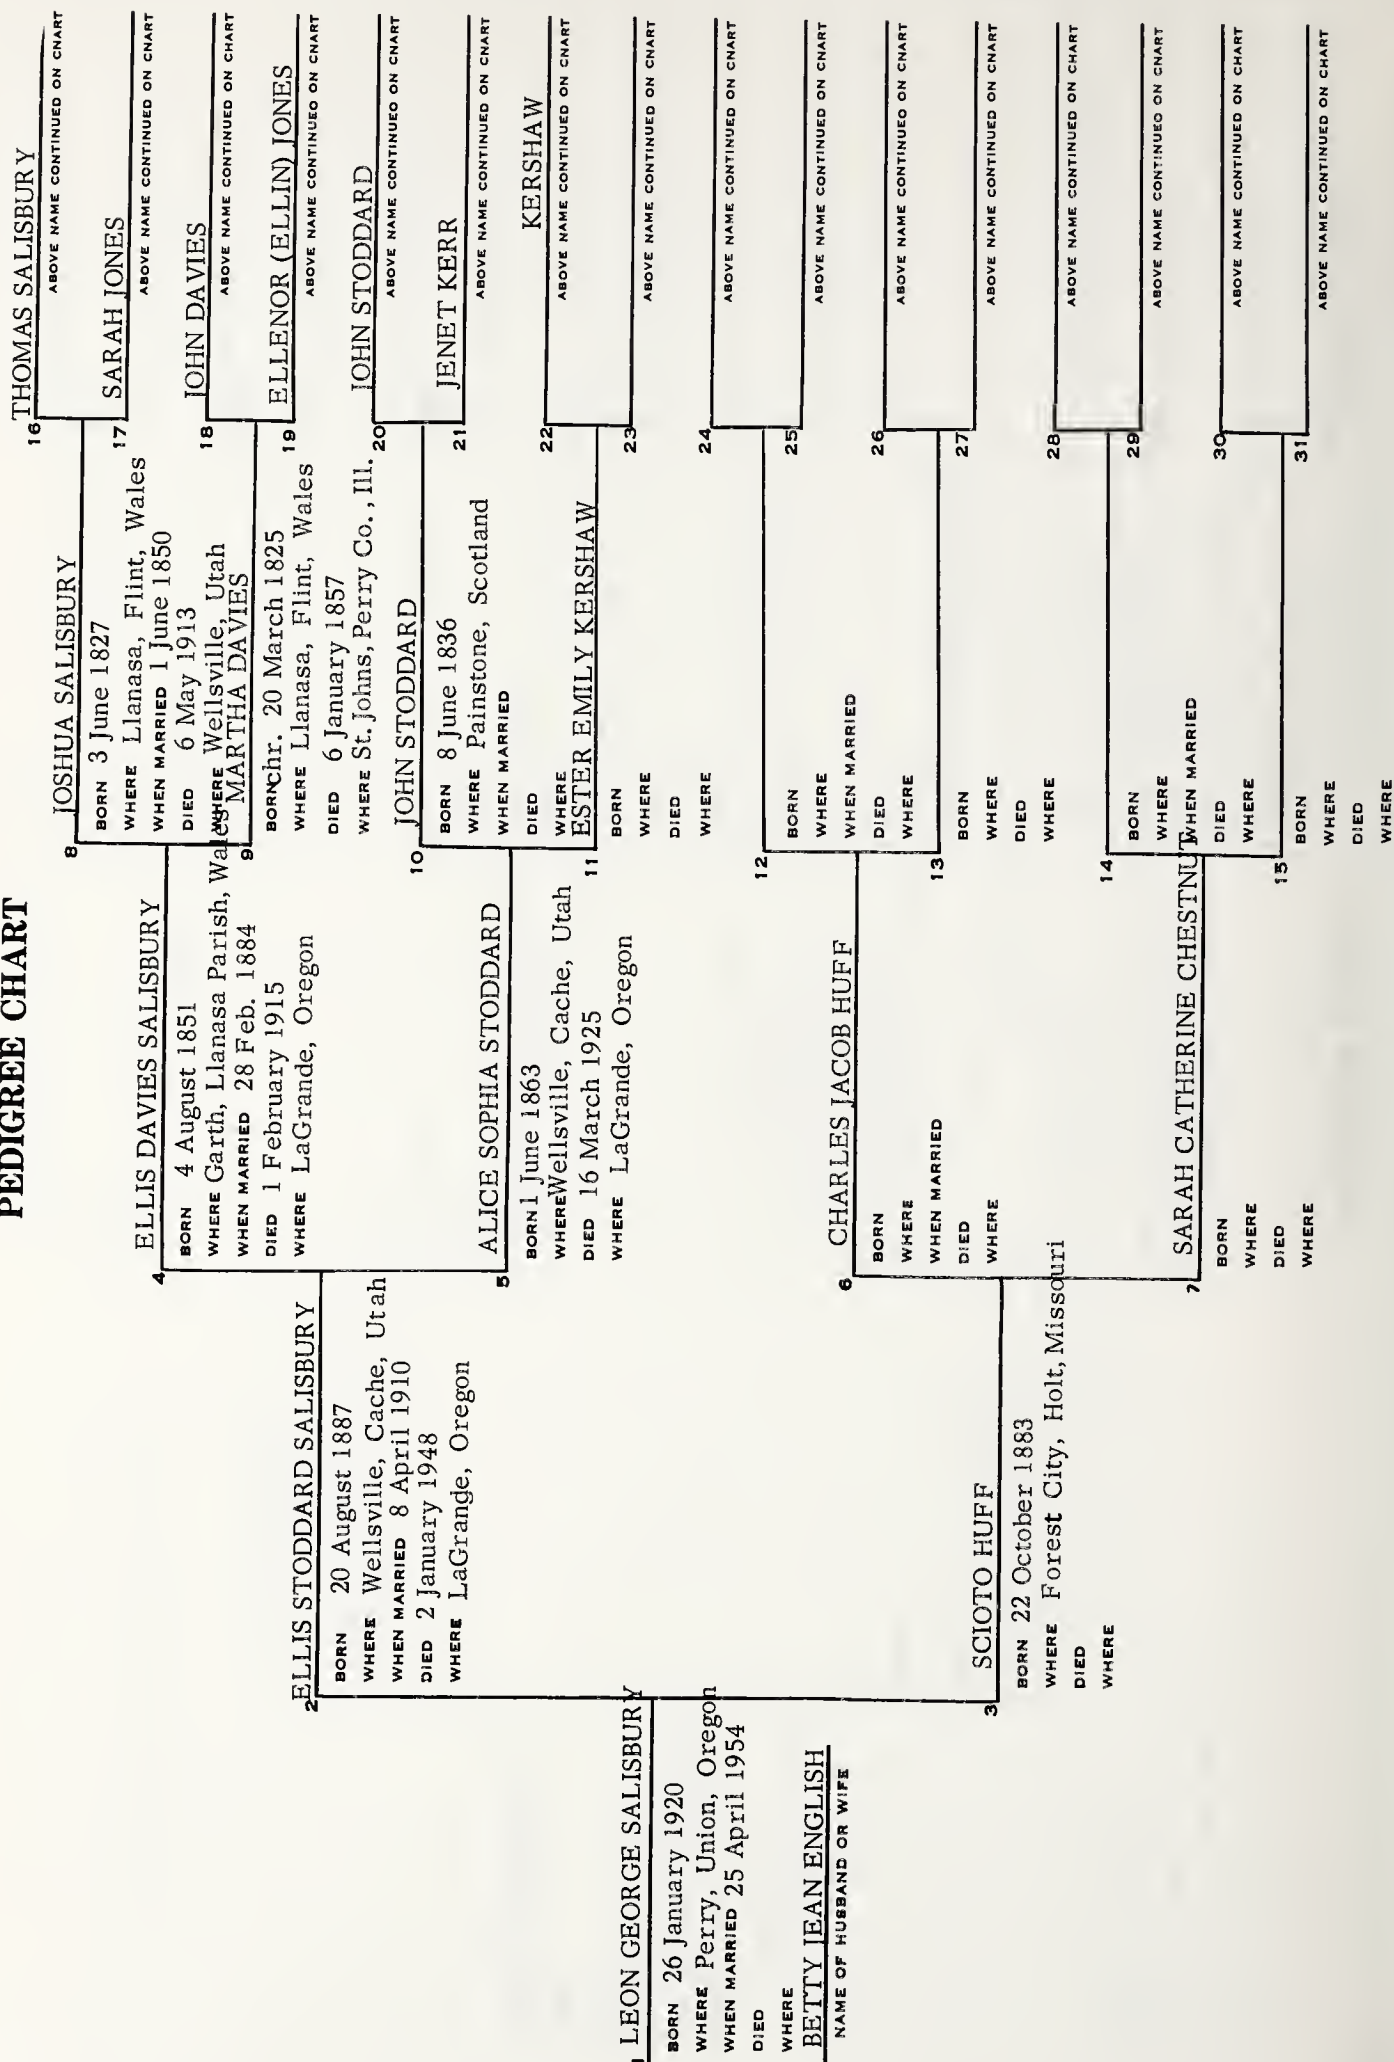 PEDIGREE CHART
LEON GEORGE SALISBURY
BORN 26 January 1920
WHERE Perry, Union, Oregon
WHEN MARRIED 25 April 1954
DIED
WHERE
BETTY JEAN ENGLISH
NAME OF HUSBAND OR WIFE
2
ELLIS STODDARD SALISBURY
BORN 20 August 1887
WHERE Wellsville, Cache, Utah
WHEN MARRIED 8 April 1910
DIED 2 January 1948
WHERE LaGrande, Oregon
3
SCIOTO HUFF
BORN 22 October 1883
WHERE Forest City, Holt, Missouri
DIED
WHERE
4
ELLIS DAVIES SALISBURY
BORN 4 August 1851
WHERE Garth, Llanasa Parish, Wales
WHEN MARRIED 28 Feb. 1884
DIED 1 February 1915
WHERE LaGrande, Oregon
5
ALICE SOPHIA STODDARD
BORN 1 June 1863
WHERE Wellsville, Cache, Utah
DIED 16 March 1925
WHERE LaGrande, Oregon
6
CHARLES JACOB HUFF
BORN
WHERE
WHEN MARRIED
DIED
WHERE
7
SARAH CATHERINE CHESTNUT
BORN
WHERE
DIED
WHERE
8
JOSHUA SALISBURY
BORN 3 June 1827
WHERE Llanasa, Flint, Wales
WHEN MARRIED 1 June 1850
DIED 6 May 1913
WHERE Wellsville, Utah
9
MARTHA DAVIES
BORN chr. 20 March 1825
WHERE Llanasa, Flint, Wales
DIED 6 January 1857
WHERE St. Johns, Perry Co., Ill.
10
JOHN STODDARD
BORN 8 June 1836
WHERE Painstone, Scotland
WHEN MARRIED
DIED
WHERE
11
ESTER EMILY KERSHAW
BORN
WHERE
DIED
WHERE
12
BORN
WHERE
WHEN MARRIED
DIED
WHERE
13
BORN
WHERE
DIED
WHERE
14
BORN
WHERE
WHEN MARRIED
DIED
WHERE
15
BORN
WHERE
DIED
WHERE
16
THOMAS SALISBURY
ABOVE NAME CONTINUED ON CHART
17
SARAH JONES
ABOVE NAME CONTINUED ON CHART
18
JOHN DAVIES
ABOVE NAME CONTINUED ON CHART
19
ELLENOR (ELLIN) JONES
ABOVE NAME CONTINUED ON CHART
20
JOHN STODDARD
ABOVE NAME CONTINUED ON CHART
21
JENET KERR
ABOVE NAME CONTINUED ON CHART
22
KERSHAW
ABOVE NAME CONTINUED ON CHART
23
ABOVE NAME CONTINUED ON CHART
24
ABOVE NAME CONTINUED ON CHART
25
ABOVE NAME CONTINUED ON CHART
26
ABOVE NAME CONTINUED ON CHART
27
ABOVE NAME CONTINUED ON CHART
28
ABOVE NAME CONTINUED ON CHART
29
ABOVE NAME CONTINUED ON CHART
30
ABOVE NAME CONTINUED ON CHART
31
ABOVE NAME CONTINUED ON CHART